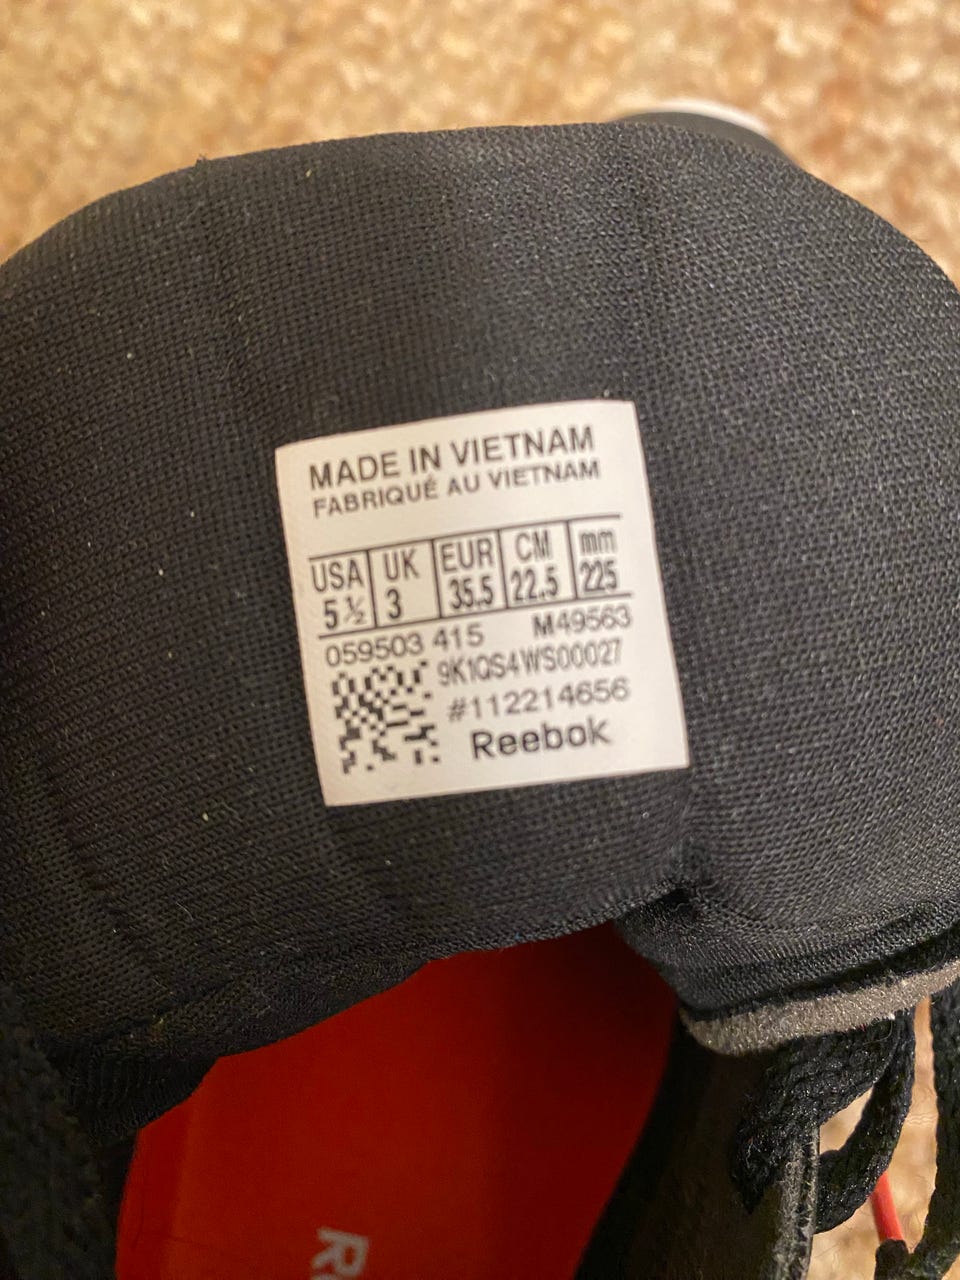 MADE IN VIETNAM
FABRIQUÉ AU VIETNAM
USA UK EUR CM mm
5 ½ 3 35.5 22.5 225
059503 415 M49563
9K1QS4WS00027
#112214656
Reebok
R